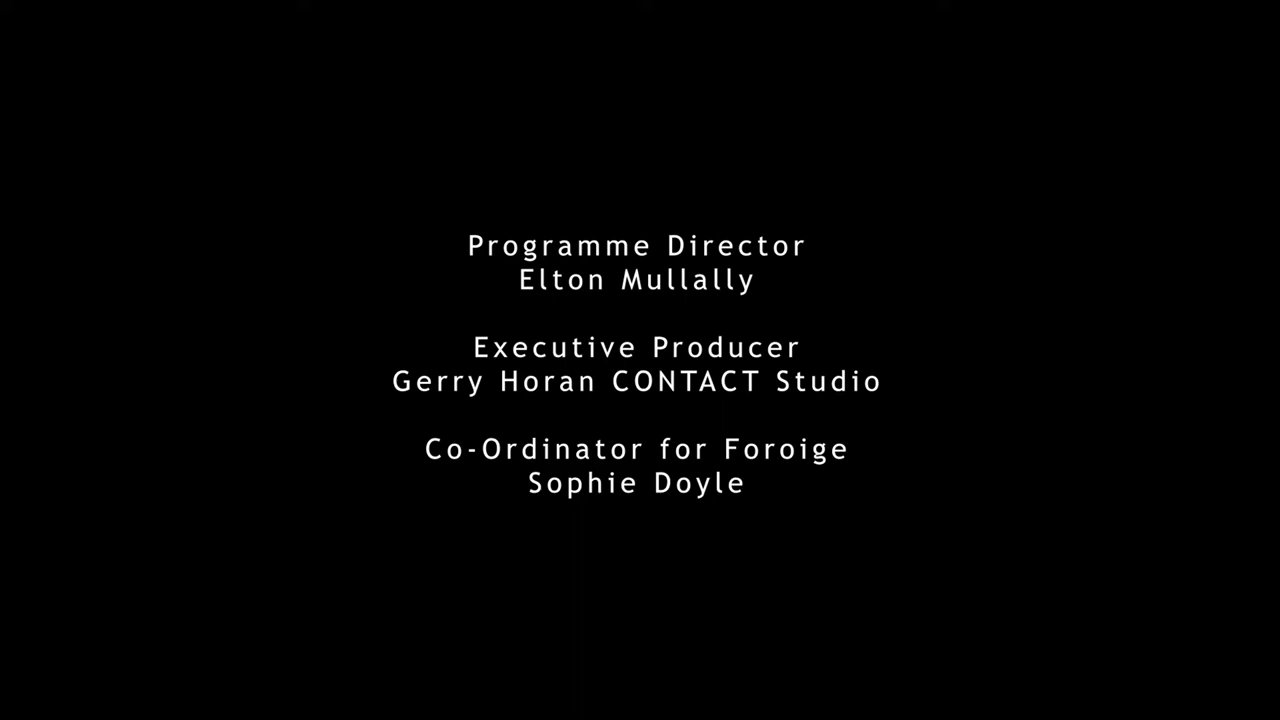 Programme Director
Elton Mullally
Executive Producer
Gerry Horan CONTACT Studio
Co-Ordinator for Foroige
Sophie Doyle